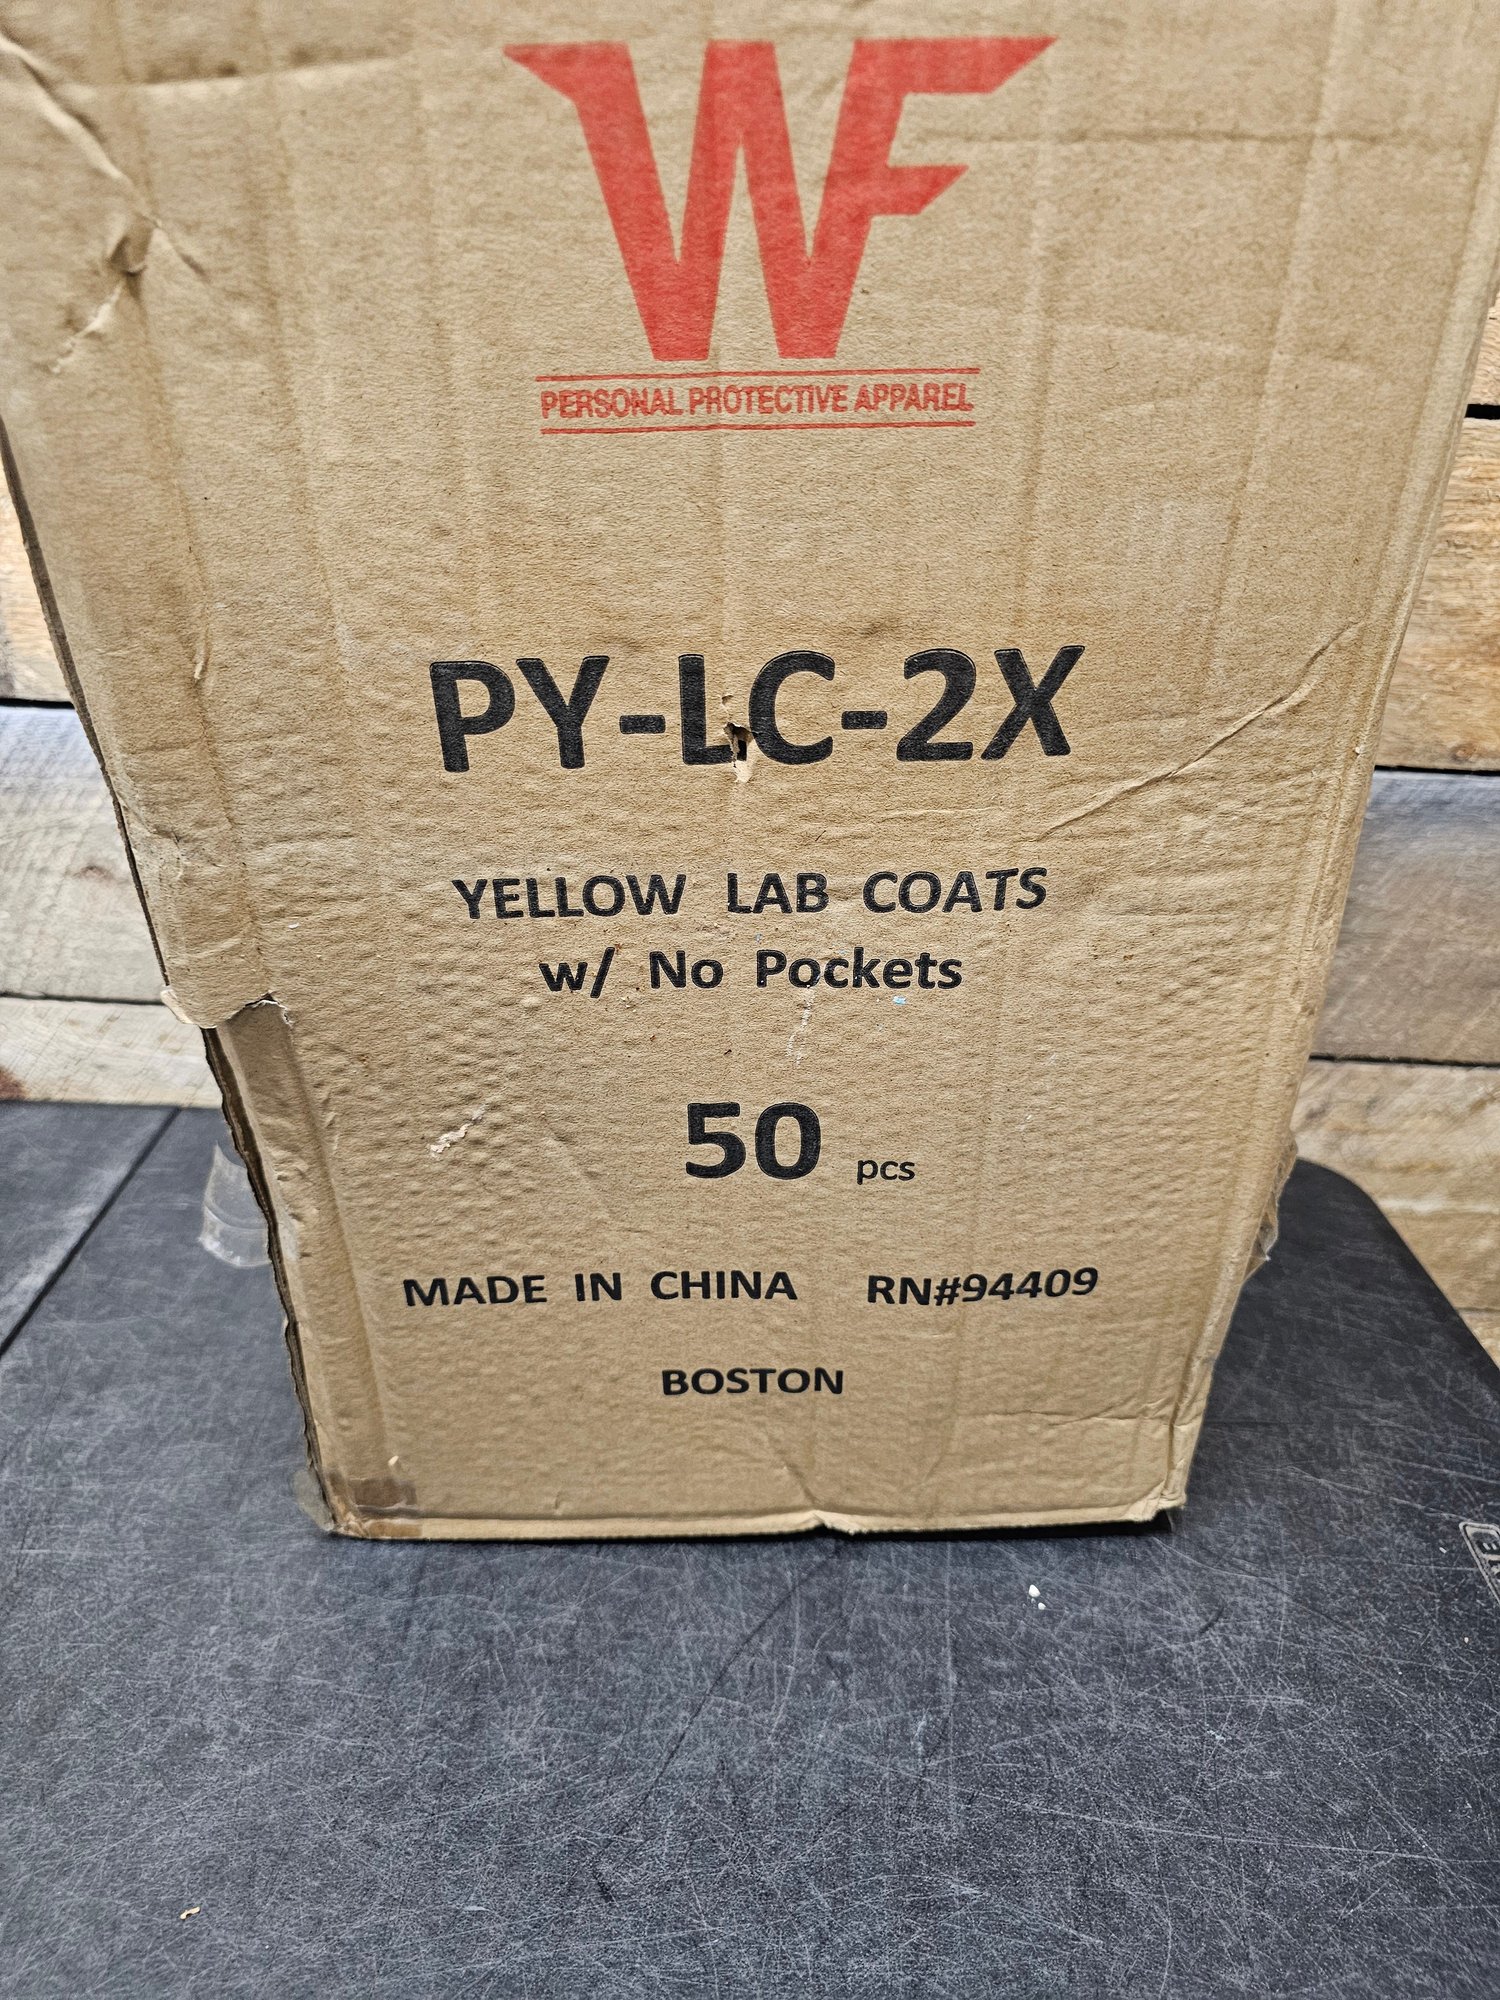 WF
PERSONAL PROTECTIVE APPAREL
PY-LC-2X
YELLOW LAB COATS
w/ No Pockets
50 pcs
MADE IN CHINA RN#94409
BOSTON